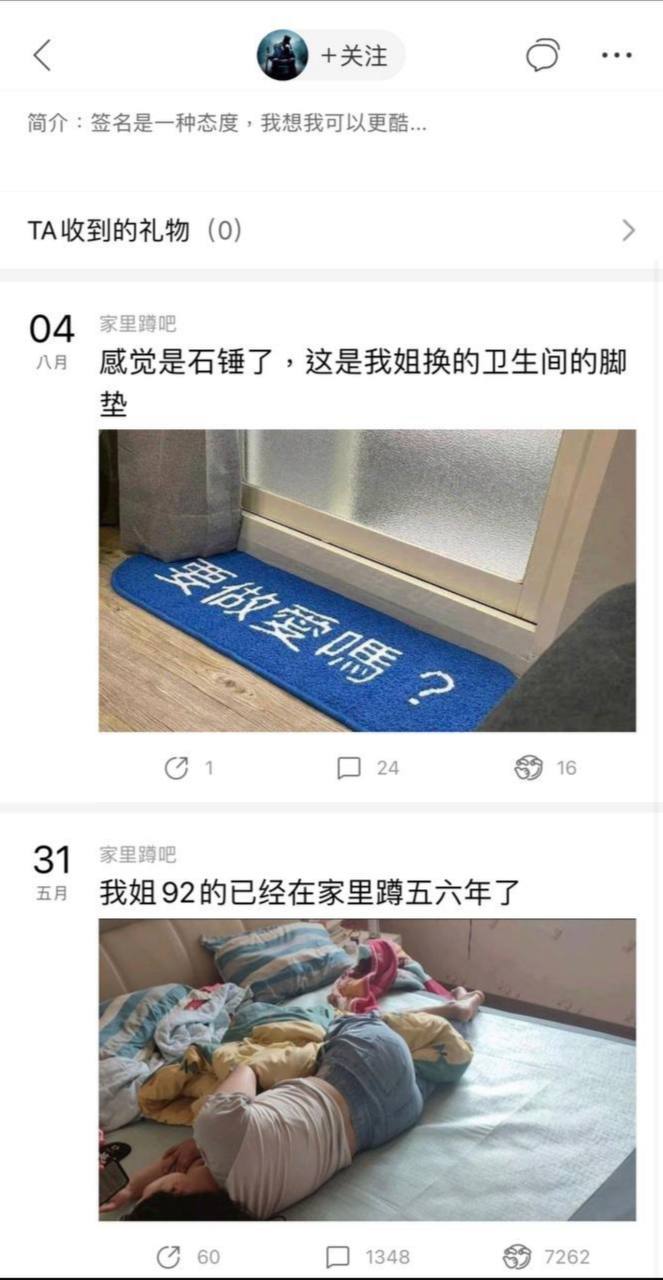 +关注
简介：签名是一种态度，我想我可以更酷...
TA收到的礼物（0）
04
八月
家里蹲吧
感觉是石锤了，这是我姐换的卫生间的脚
垫
要做愛嗎？
1
24
16
31
五月
家里蹲吧
我姐92的已经在家里蹲五六年了
60
1348
7262